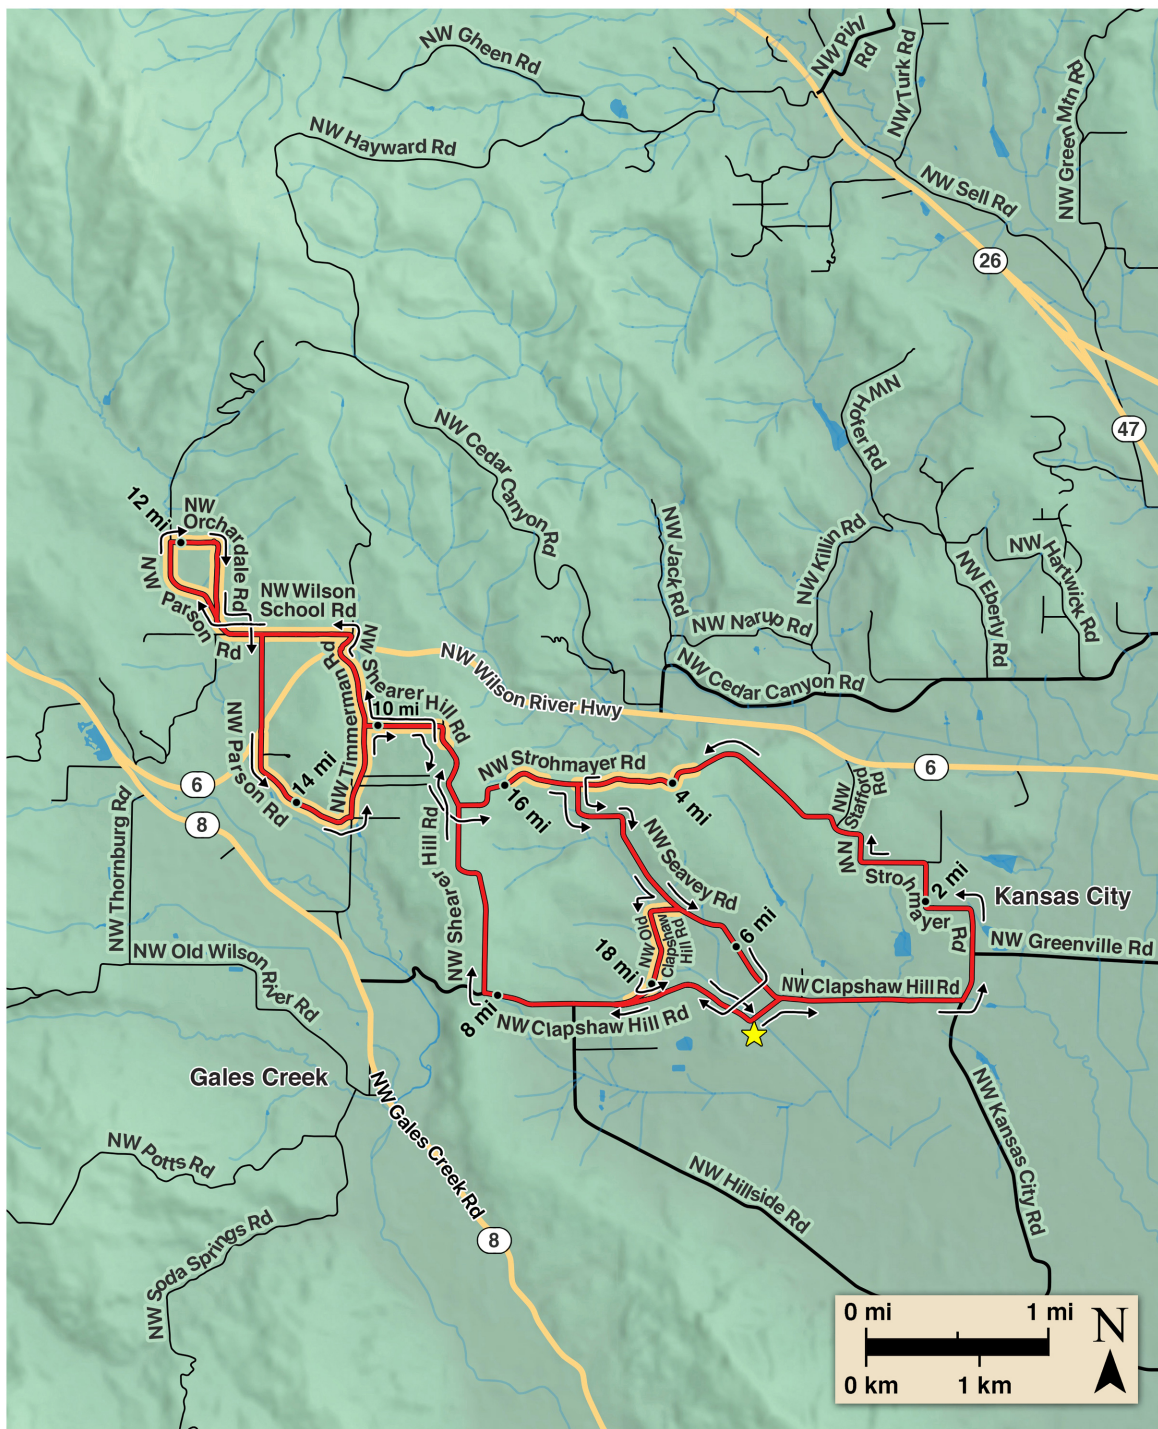 NW Gheen Rd
NW Pihl
Rd
NW Turk Rd
NW Green Mtn Rd
NW Hayward Rd
NW Sell Rd
26
47
NW Hofer Rd
NW Cedar Canyon Rd
NW Jack Rd
NW Killin Rd
NW Hartwick Rd
NW Eberly Rd
NW Narup Rd
NW Cedar Canyon Rd
12 mi
NW
Orchardale Rd
NW Parson Rd
NW Wilson
School Rd
NW Shearer Hill Rd
NW Timmerman Rd
10 mi
NW Wilson River Hwy
NW Parson Rd
14 mi
6
8
6
NW Strohmayer Rd
16 mi
4 mi
NW
Stafford
Rd
NW Strohmayer Rd
2 mi
Kansas City
NW Thornburg Rd
NW Shearer Hill Rd
NW Seavey Rd
6 mi
NW Old
Clapshaw
Hill Rd
18 mi
NW Greenville Rd
NW Old Wilson River Rd
NW Clapshaw Hill Rd
8 mi
NW Clapshaw Hill Rd
Gales Creek
NW Gales Creek Rd
NW Kansas City Rd
NW Potts Rd
NW Hillside Rd
NW Soda Springs Rd
8
0 mi 1 mi
N
0 km 1 km